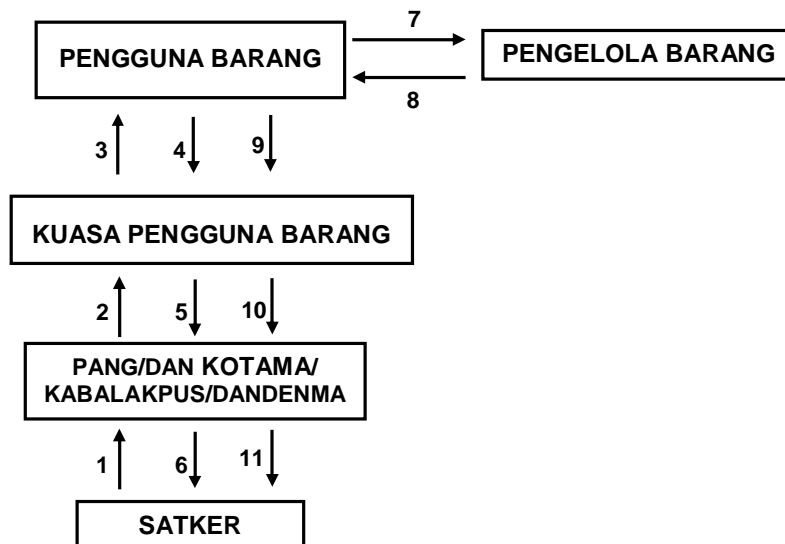 7
PENGGUNA BARANG
PENGELOLA BARANG
8
3 4 9
KUASA PENGGUNA BARANG
2 5 10
PANG/DAN KOTAMA/
KABALAKPUS/DANDENMA
1 6 11
SATKER